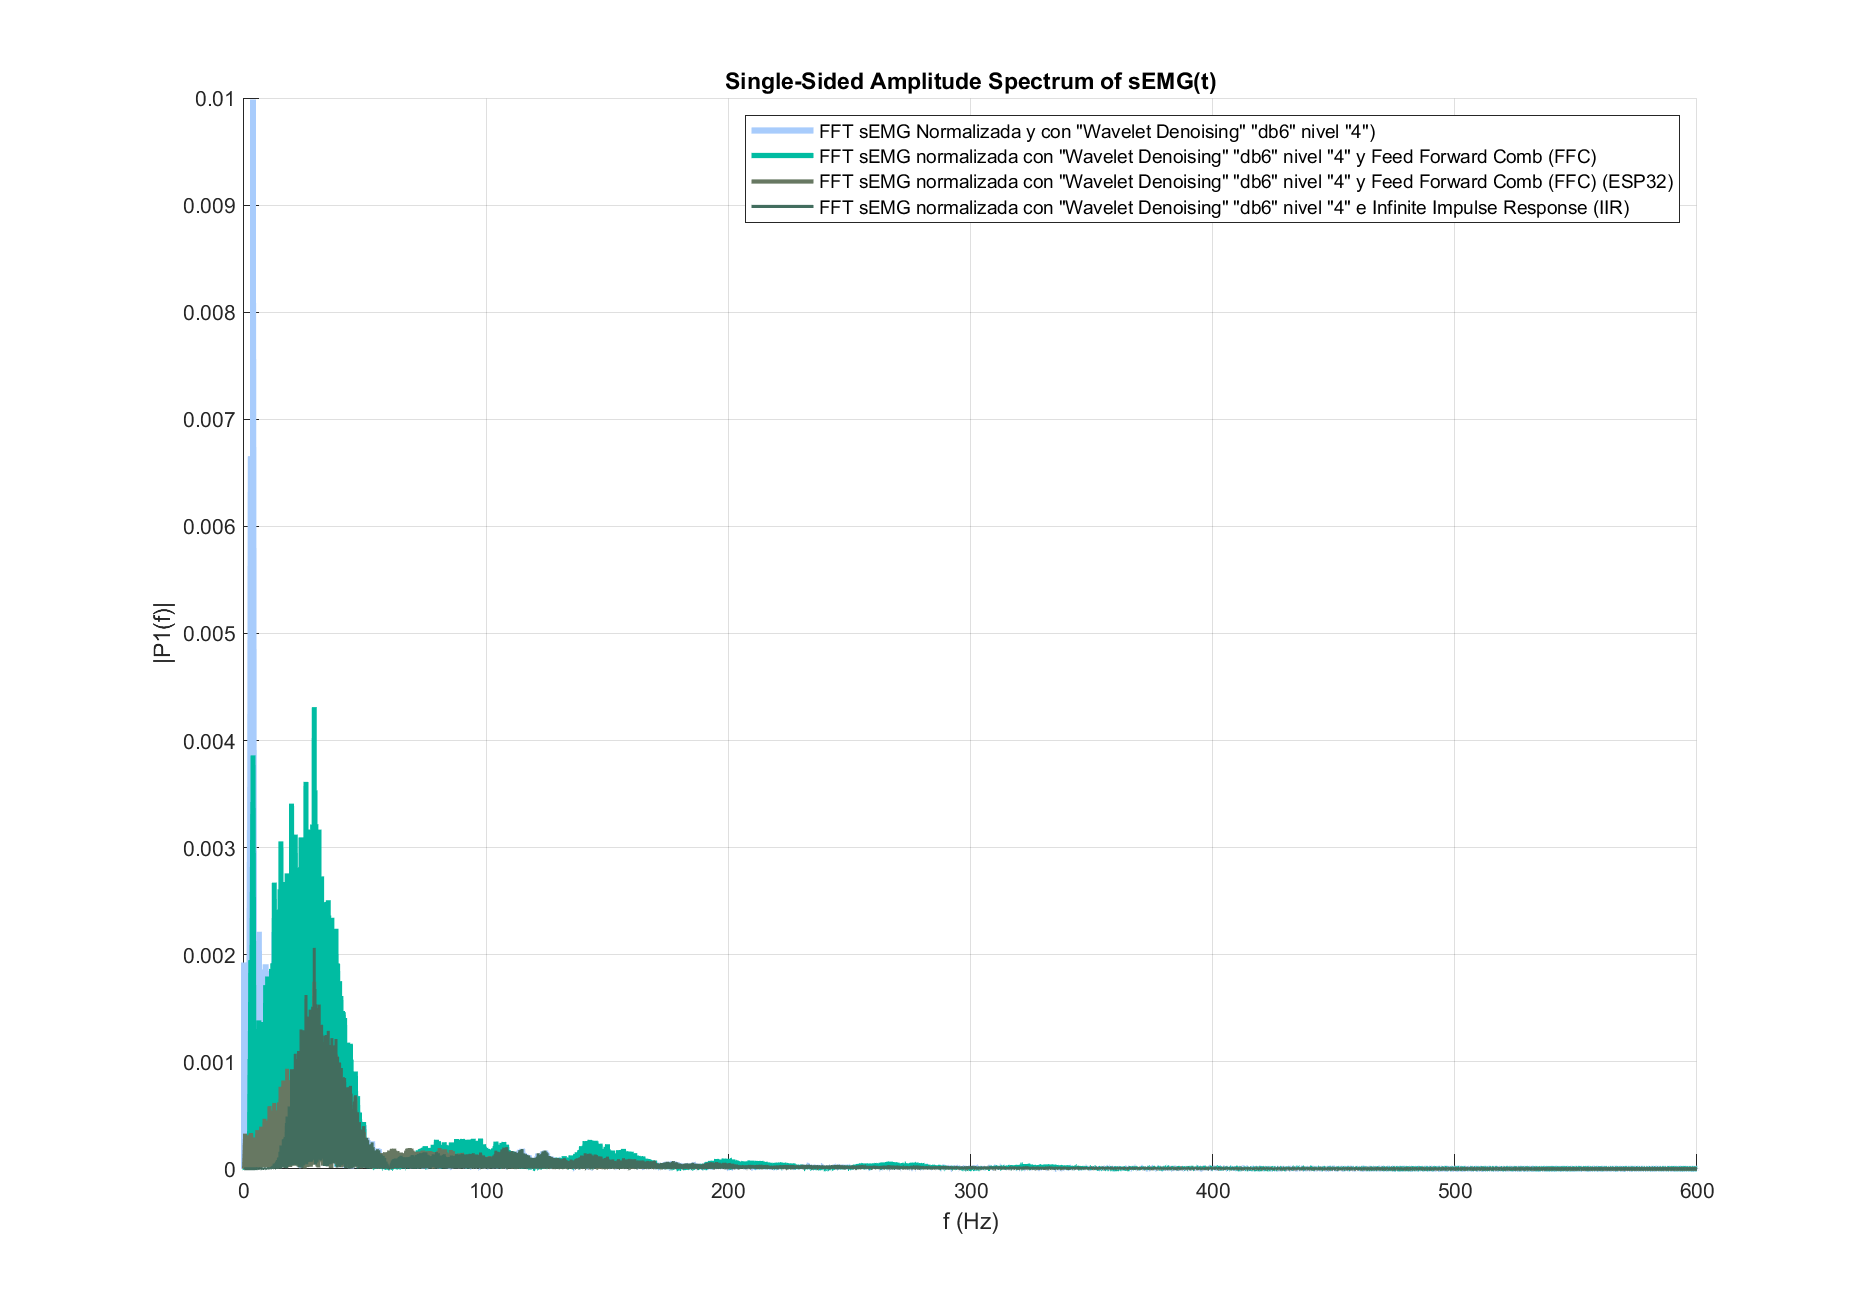 Single-Sided Amplitude Spectrum of sEMG(t)
FFT sEMG Normalizada y con "Wavelet Denoising" "db6" nivel "4")
FFT sEMG normalizada con "Wavelet Denoising" "db6" nivel "4" y Feed Forward Comb (FFC)
FFT sEMG normalizada con "Wavelet Denoising" "db6" nivel "4" y Feed Forward Comb (FFC) (ESP32)
FFT sEMG normalizada con "Wavelet Denoising" "db6" nivel "4" e Infinite Impulse Response (IIR)
0.01
0.009
0.008
0.007
0.006
0.005
0.004
0.003
0.002
0.001
0
|P1(f)|
0 100 200 300 400 500 600
f (Hz)